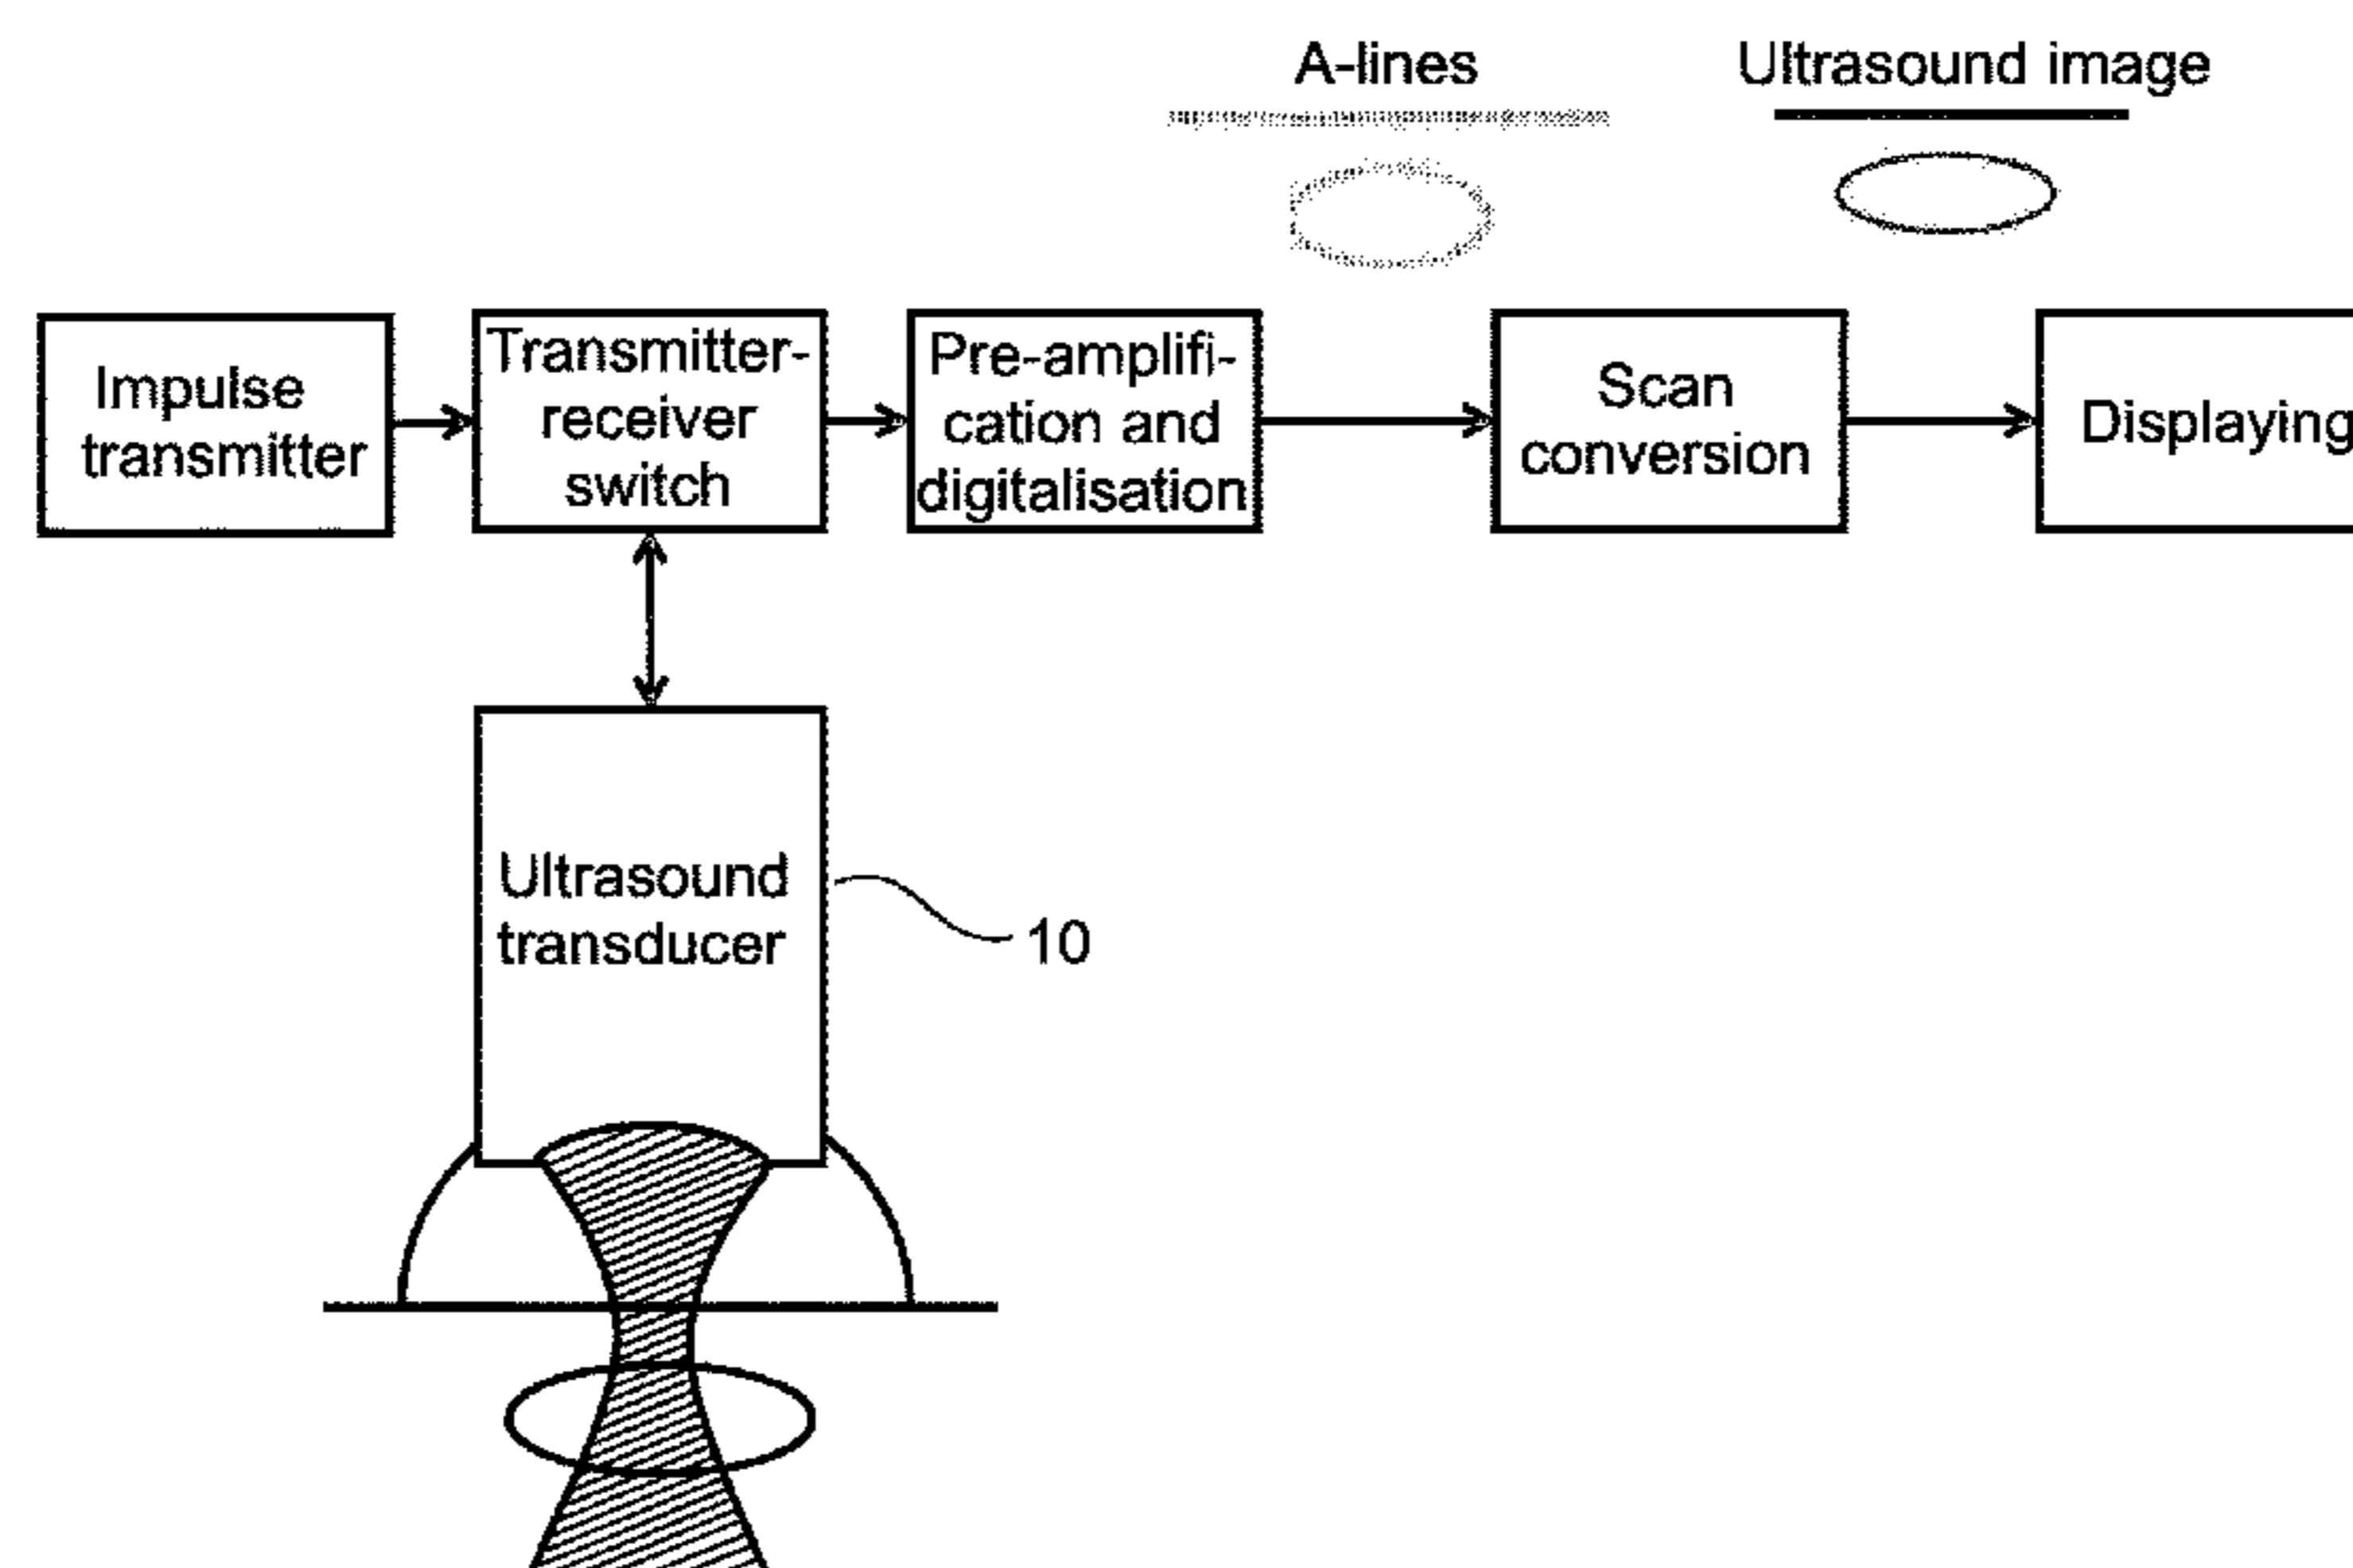 A-lines
Ultrasound image
Impulse
transmitter
Transmitter-
receiver
switch
Pre-amplifi-
cation and
digitalisation
Scan
conversion
Displaying
Ultrasound
transducer
10